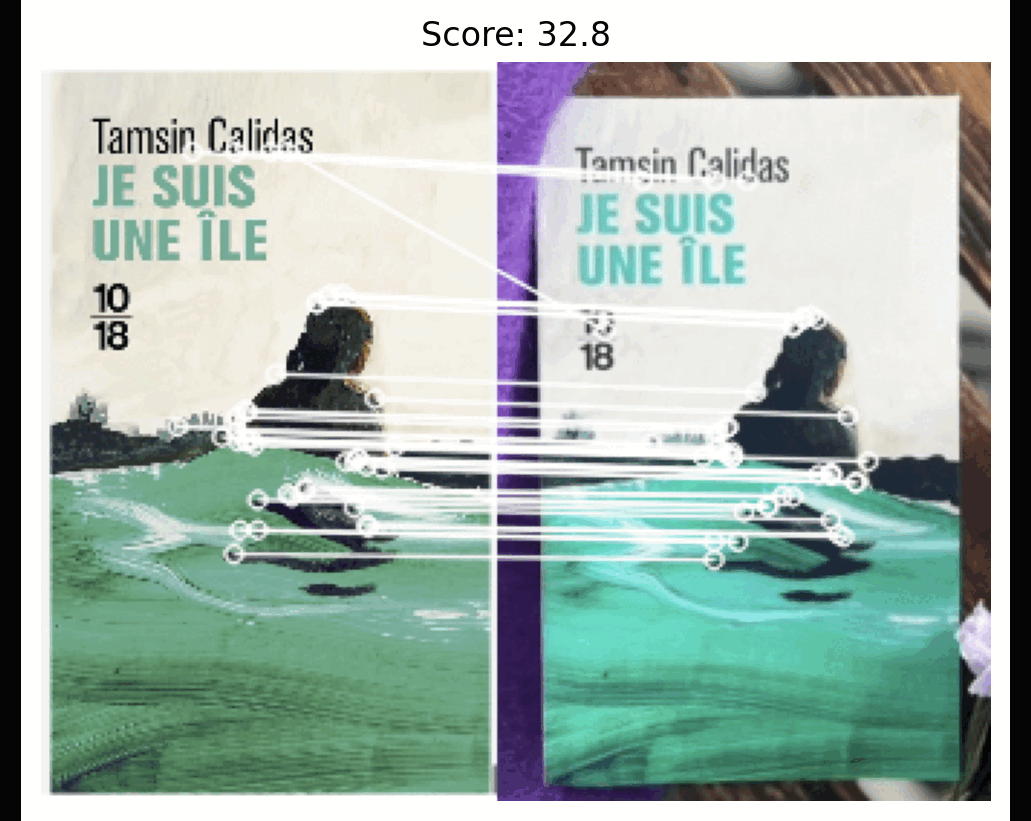 Score: 32.8
Tamsin Calidas
JE SUIS
UNE ÎLE
10
18
Tamsin Calidas
JE SUIS
UNE ÎLE
18